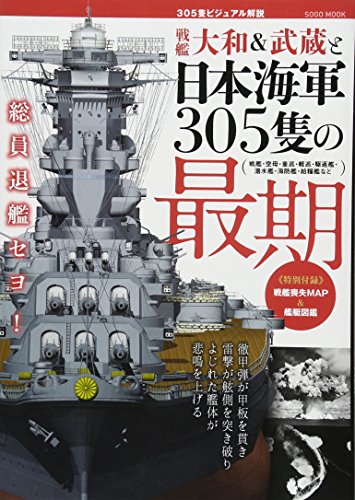 305隻ビジュアル解説
SOGO MOOK
戦艦 大和&武蔵と
日本海軍
305隻の
(戦艦・空母・重巡・軽巡・駆逐艦・
潜水艦・海防艦・給糧艦など)
最期
総員退艦セヨ!
《特別付録》
戦艦喪失MAP
&
艦艇図鑑
徹甲弾が甲板を貫き
雷撃が舷側を突き破り
よじれた艦体が
悲鳴を上げる